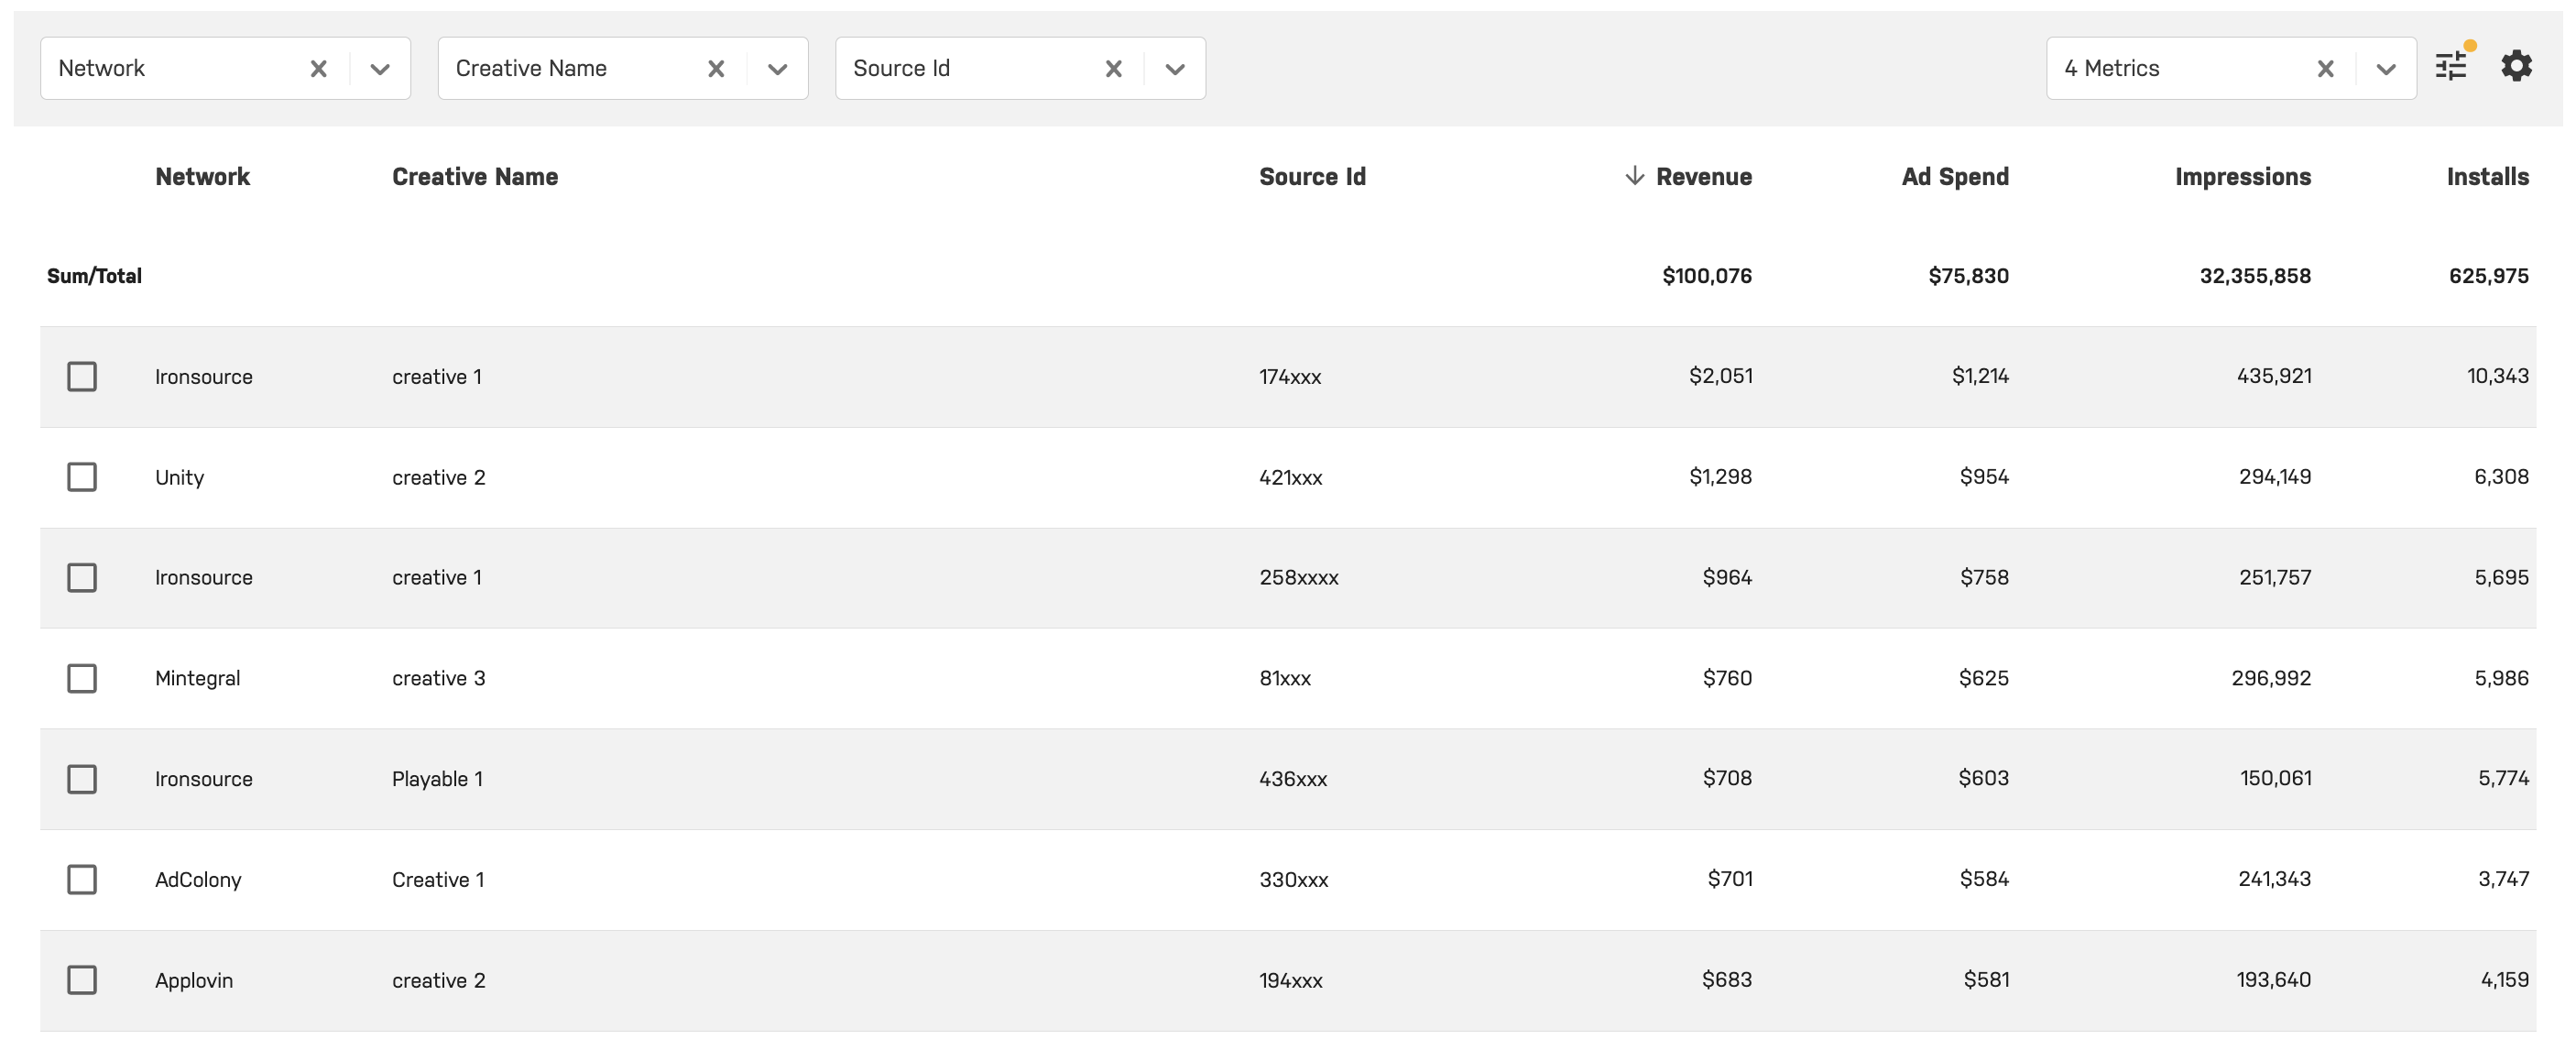 Network Creative Name Source Id 4 Metrics
Network Creative Name Source Id Revenue Ad Spend Impressions Installs
Sum/Total $100,076 $75,830 32,355,858 625,975
Ironsource creative 1 174xxx $2,051 $1,214 435,921 10,343
Unity creative 2 421xxx $1,298 $954 294,149 6,308
Ironsource creative 1 258xxxx $964 $758 251,757 5,695
Mintegral creative 3 81xxx $760 $625 296,992 5,986
Ironsource Playable 1 436xxx $708 $603 150,061 5,774
AdColony Creative 1 330xxx $701 $584 241,343 3,747
Applovin creative 2 194xxx $683 $581 193,640 4,159